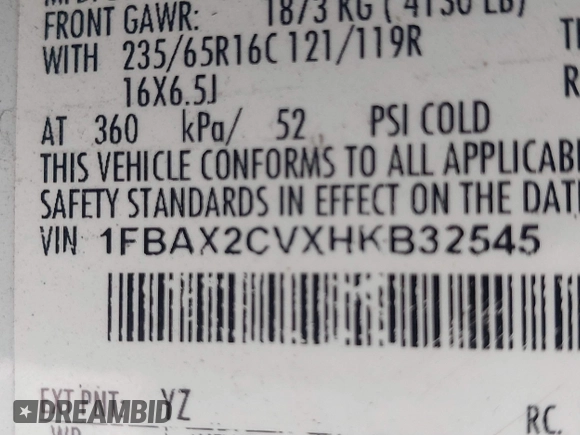 FRONT GAWR: 1873 KG ( 4130 LB)
WITH 235/65R16C 121/119R
16X6.5J
AT 360 kPa/ 52 PSI COLD
THIS VEHICLE CONFORMS TO ALL APPLICAB
SAFETY STANDARDS IN EFFECT ON THE DAT
VIN: 1FBAX2CVXHKB32545
EXT PNT YZ
RC.
DREAMBID